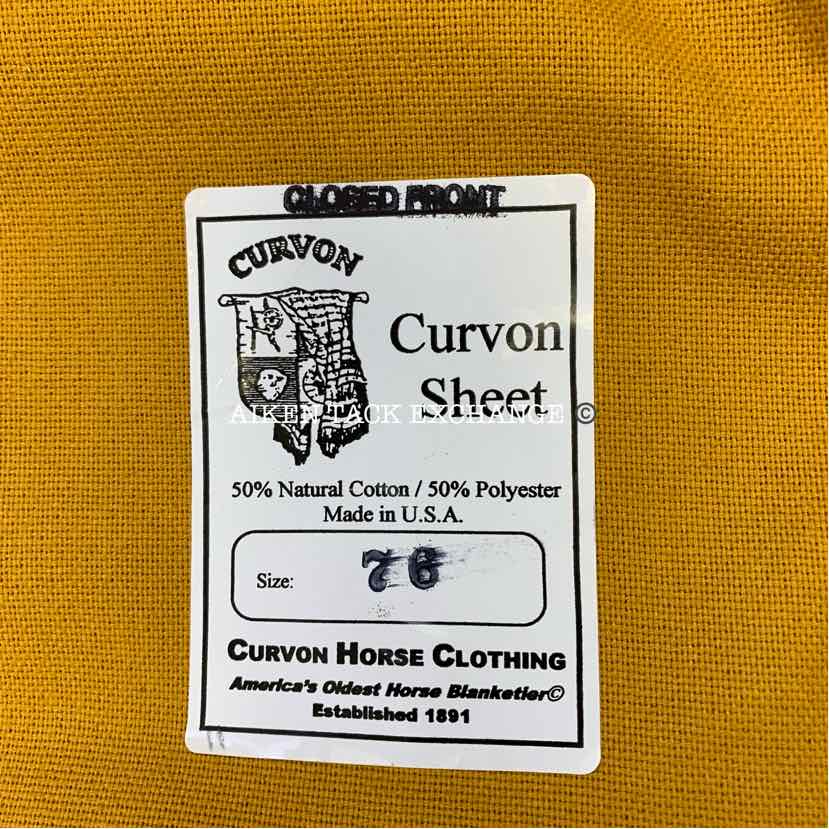 CLOSED FRONT
CURVON
Curvon
Sheet
AIKEN TACK EXCHANGE ©
50% Natural Cotton / 50% Polyester
Made in U.S.A.
Size: 76
CURVON HORSE CLOTHING
America's Oldest Horse Blanketier©
Established 1891